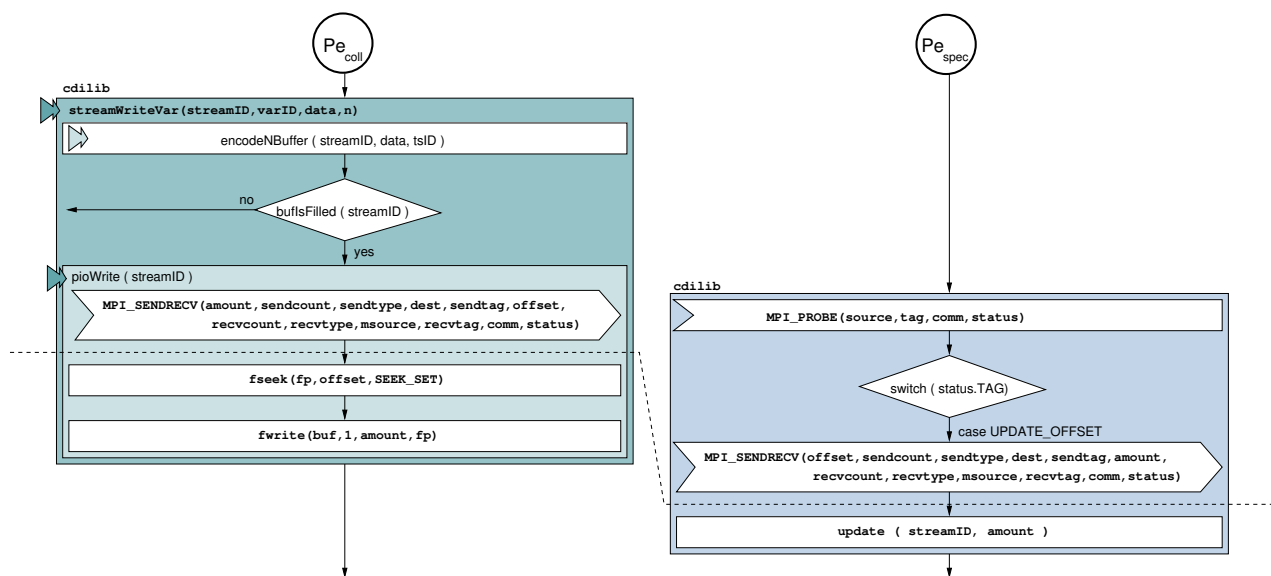 Pe coll
cdilib
streamWriteVar(streamID,varID,data,n)
encodeNBuffer ( streamID, data, tsID )
no
bufIsFilled ( streamID )
yes
pioWrite ( streamID )
MPI_SENDRECV(amount,sendcount,sendtype,dest,sendtag,offset,
recvcount,recvtype,msource,recvtag,comm,status)
fseek(fp,offset,SEEK_SET)
fwrite(buf,1,amount,fp)
Pe spec
cdilib
MPI_PROBE(source,tag,comm,status)
switch ( status.TAG)
case UPDATE_OFFSET
MPI_SENDRECV(offset,sendcount,sendtype,dest,sendtag,amount,
recvcount,recvtype,msource,recvtag,comm,status)
update ( streamID, amount )